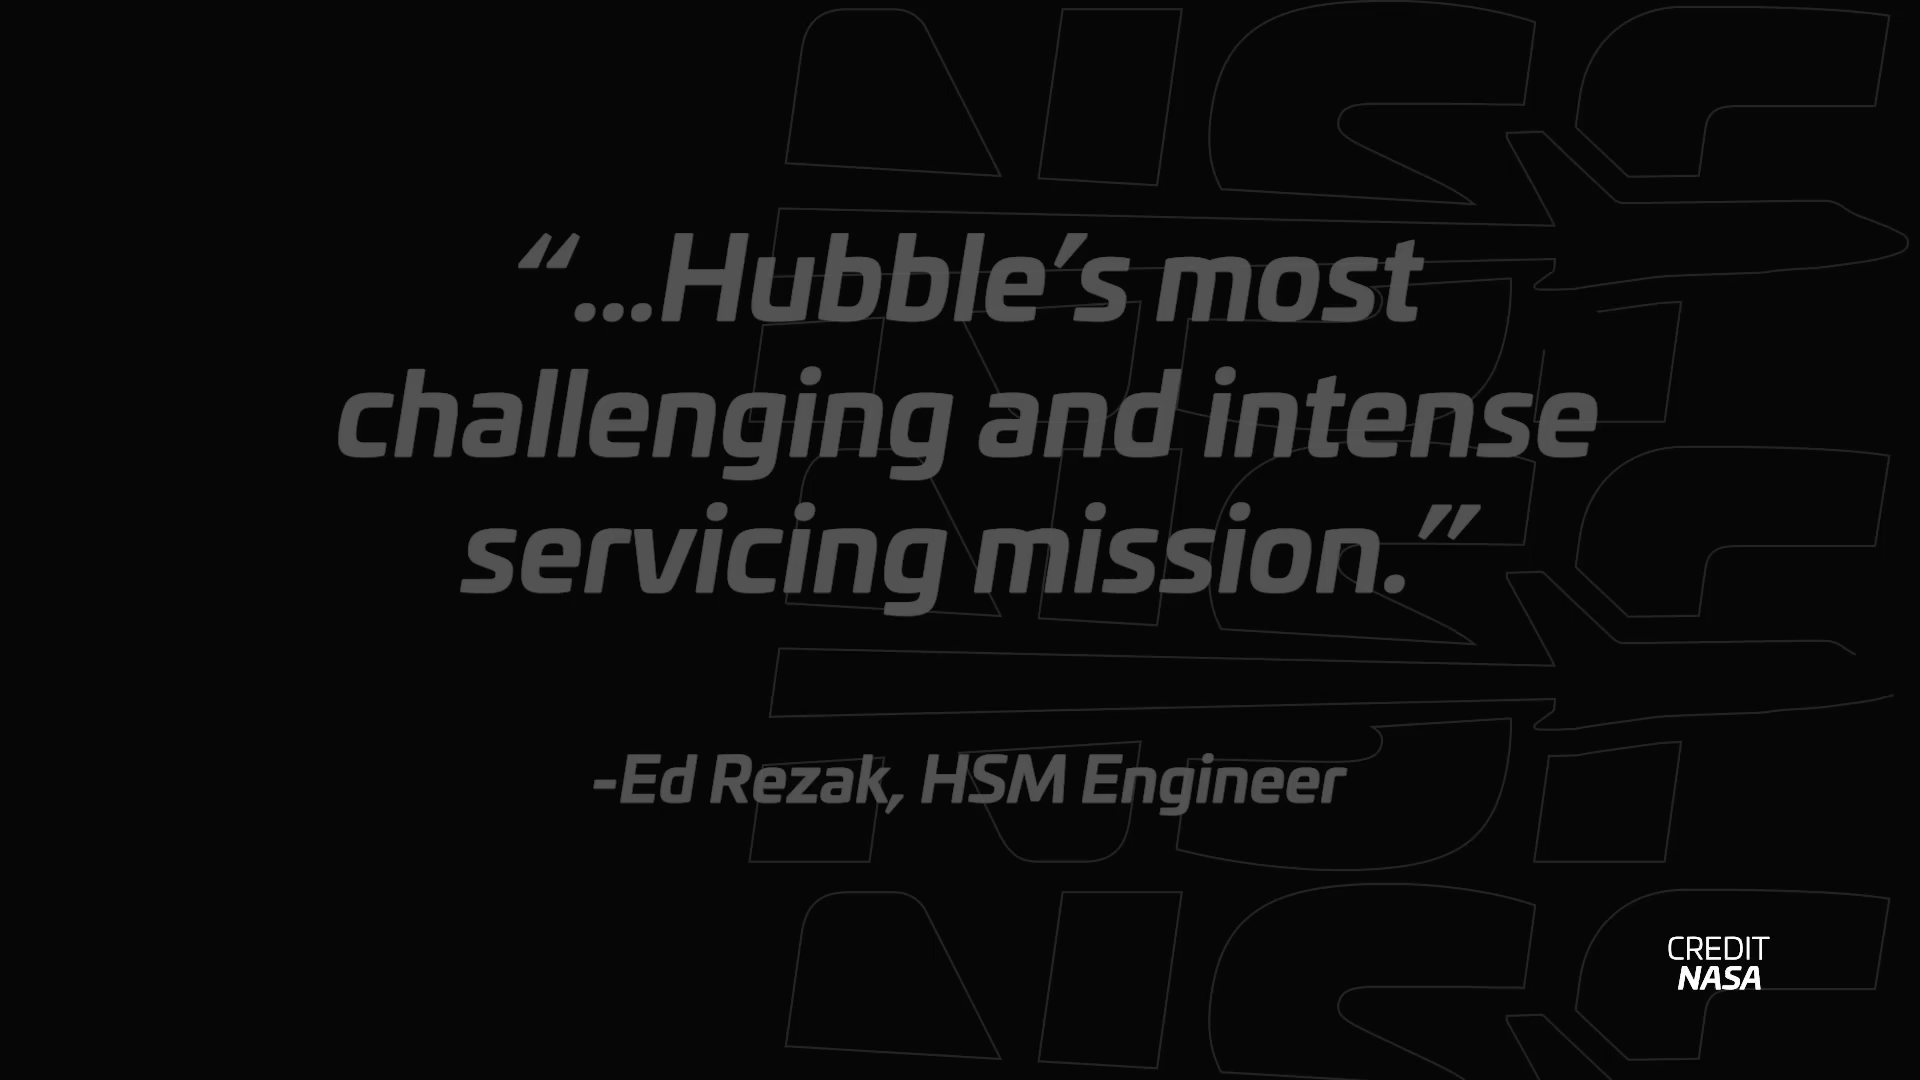 “…Hubble’s most
challenging and intense
servicing mission.”
-Ed Rezak, HSM Engineer
CREDIT
NASA